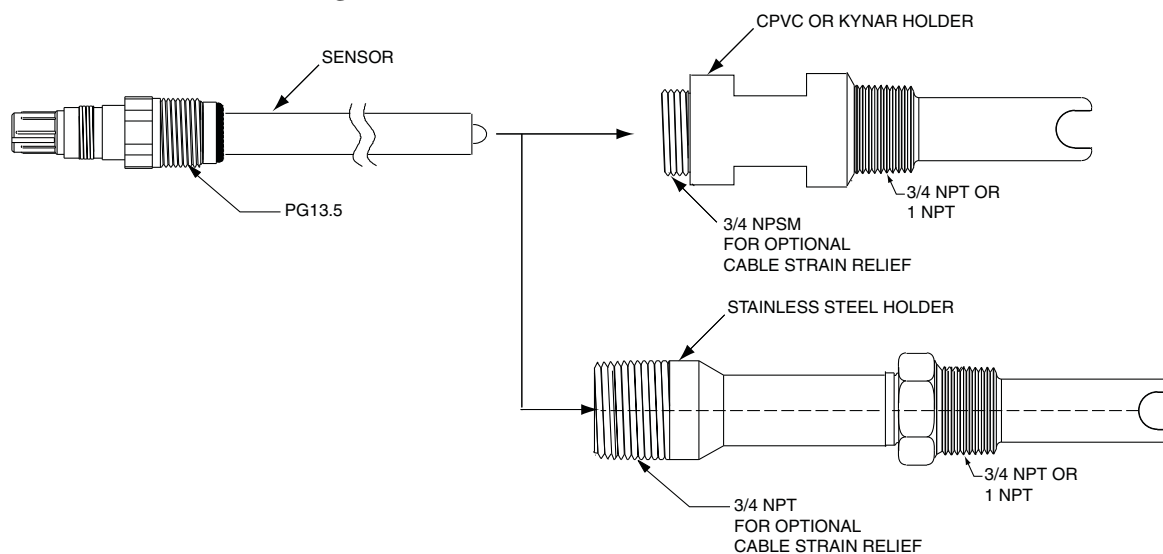 CPVC OR KYNAR HOLDER
SENSOR
PG13.5
3/4 NPT OR
1 NPT
3/4 NPSM
FOR OPTIONAL
CABLE STRAIN RELIEF
STAINLESS STEEL HOLDER
3/4 NPT OR
1 NPT
3/4 NPT
FOR OPTIONAL
CABLE STRAIN RELIEF